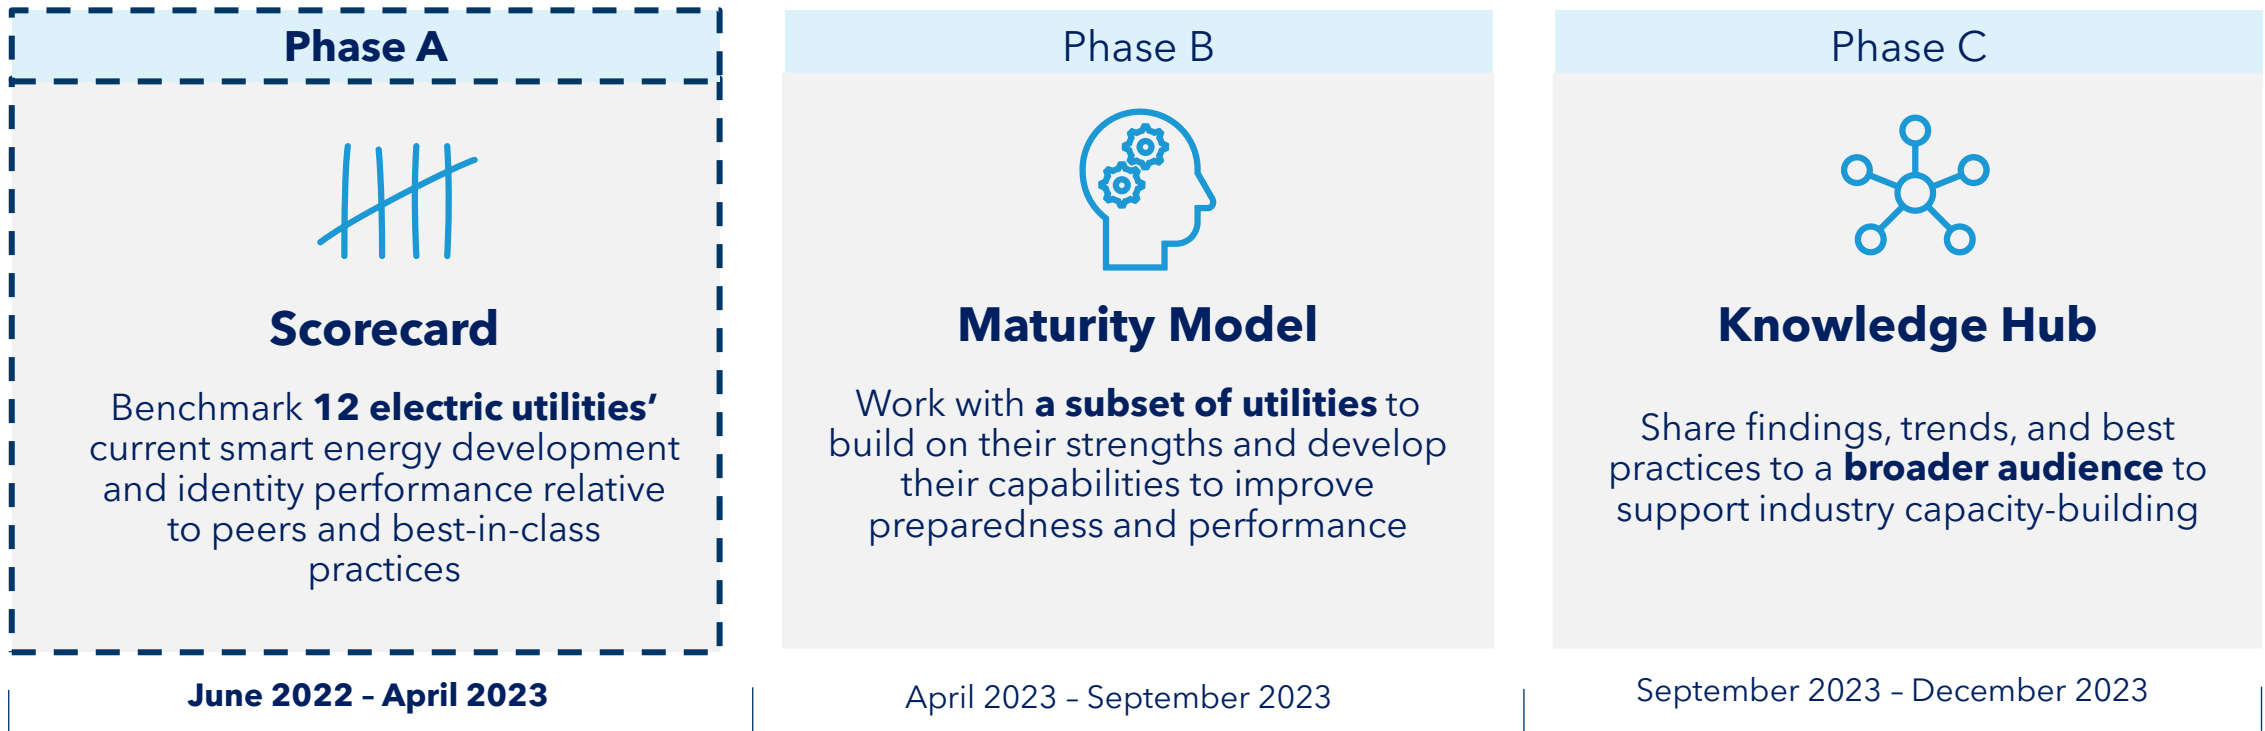 Phase A
Scorecard
Benchmark 12 electric utilities’
current smart energy development
and identity performance relative
to peers and best-in-class
practices
June 2022 – April 2023
Phase B
Maturity Model
Work with a subset of utilities to
build on their strengths and develop
their capabilities to improve
preparedness and performance
April 2023 – September 2023
Phase C
Knowledge Hub
Share findings, trends, and best
practices to a broader audience to
support industry capacity-building
September 2023 – December 2023